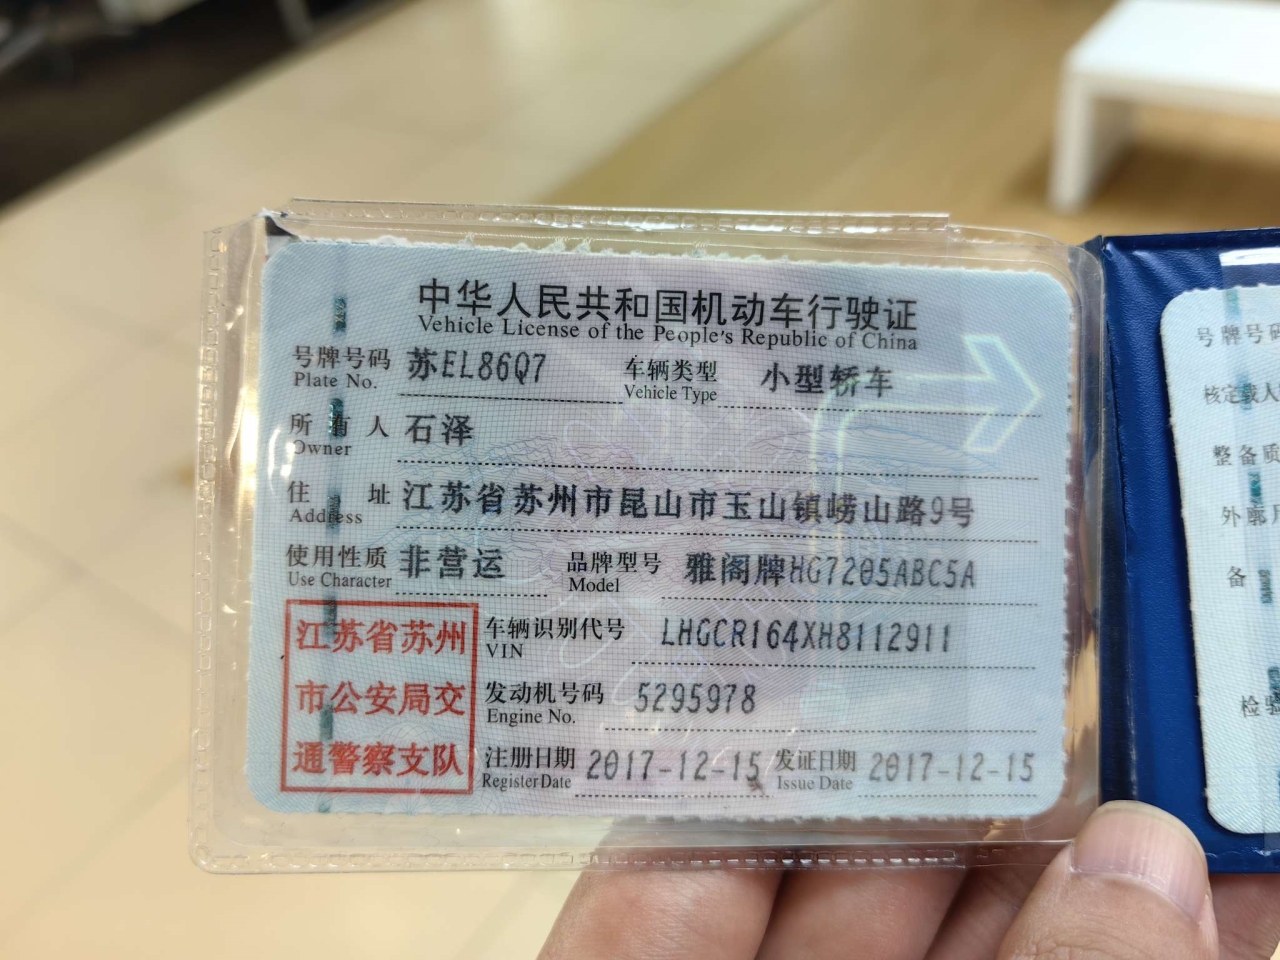 中华人民共和国机动车行驶证
Vehicle License of the People's Republic of China
号牌号码 苏EL86Q7 车辆类型 小型轿车
Plate No. Vehicle Type
所有人 石泽
Owner
住址 江苏省苏州市昆山市玉山镇崂山路9号
Address
使用性质 非营运 品牌型号 雅阁牌HG7205ABC5A
Use Character Model
江苏省苏州
市公安局交
通警察支队
车辆识别代号 LHGCR164XH8112911
VIN
发动机号码 5295978
Engine No.
注册日期 2017-12-15 发证日期 2017-12-15
Register Date Issue Date
号牌号码
核定载人
整备质
外廓
备
检验